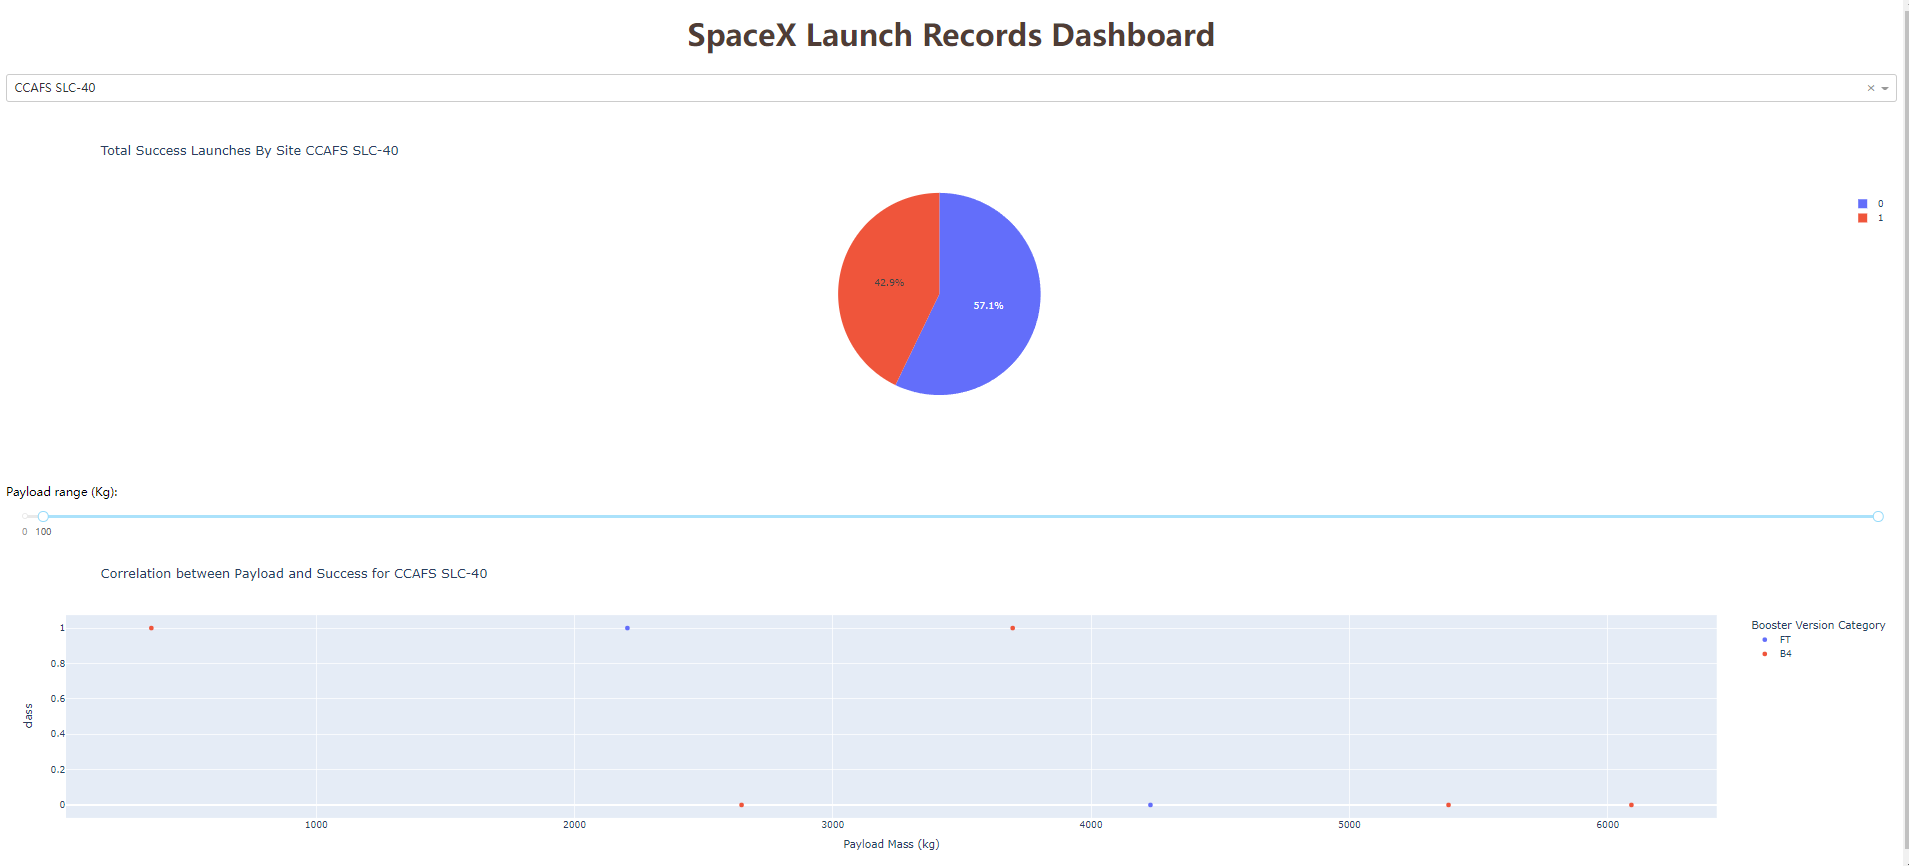 SpaceX Launch Records Dashboard
CCAFS SLC-40
Total Success Launches By Site CCAFS SLC-40
0
1
42.9%
57.1%
Payload range (Kg):
0 100
Correlation between Payload and Success for CCAFS SLC-40
Booster Version Category
FT
B4
1
0.8
0.6
0.4
0.2
0
class
1000 2000 3000 4000 5000 6000
Payload Mass (kg)